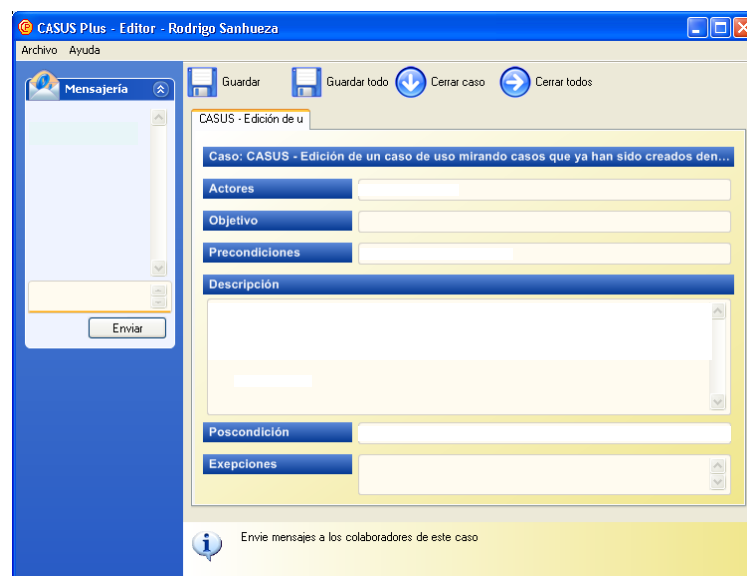 CASUS Plus - Editor - Rodrigo Sanhueza
Archivo Ayuda
Mensajería
Guardar Guardar todo Cerrar caso Cerrar todos
CASUS - Edición de u
Caso: CASUS - Edición de un caso de uso mirando casos que ya han sido creados den...
Actores
Objetivo
Precondiciones
Descripción
Enviar
Poscondición
Exepciones
Envie mensajes a los colaboradores de este caso